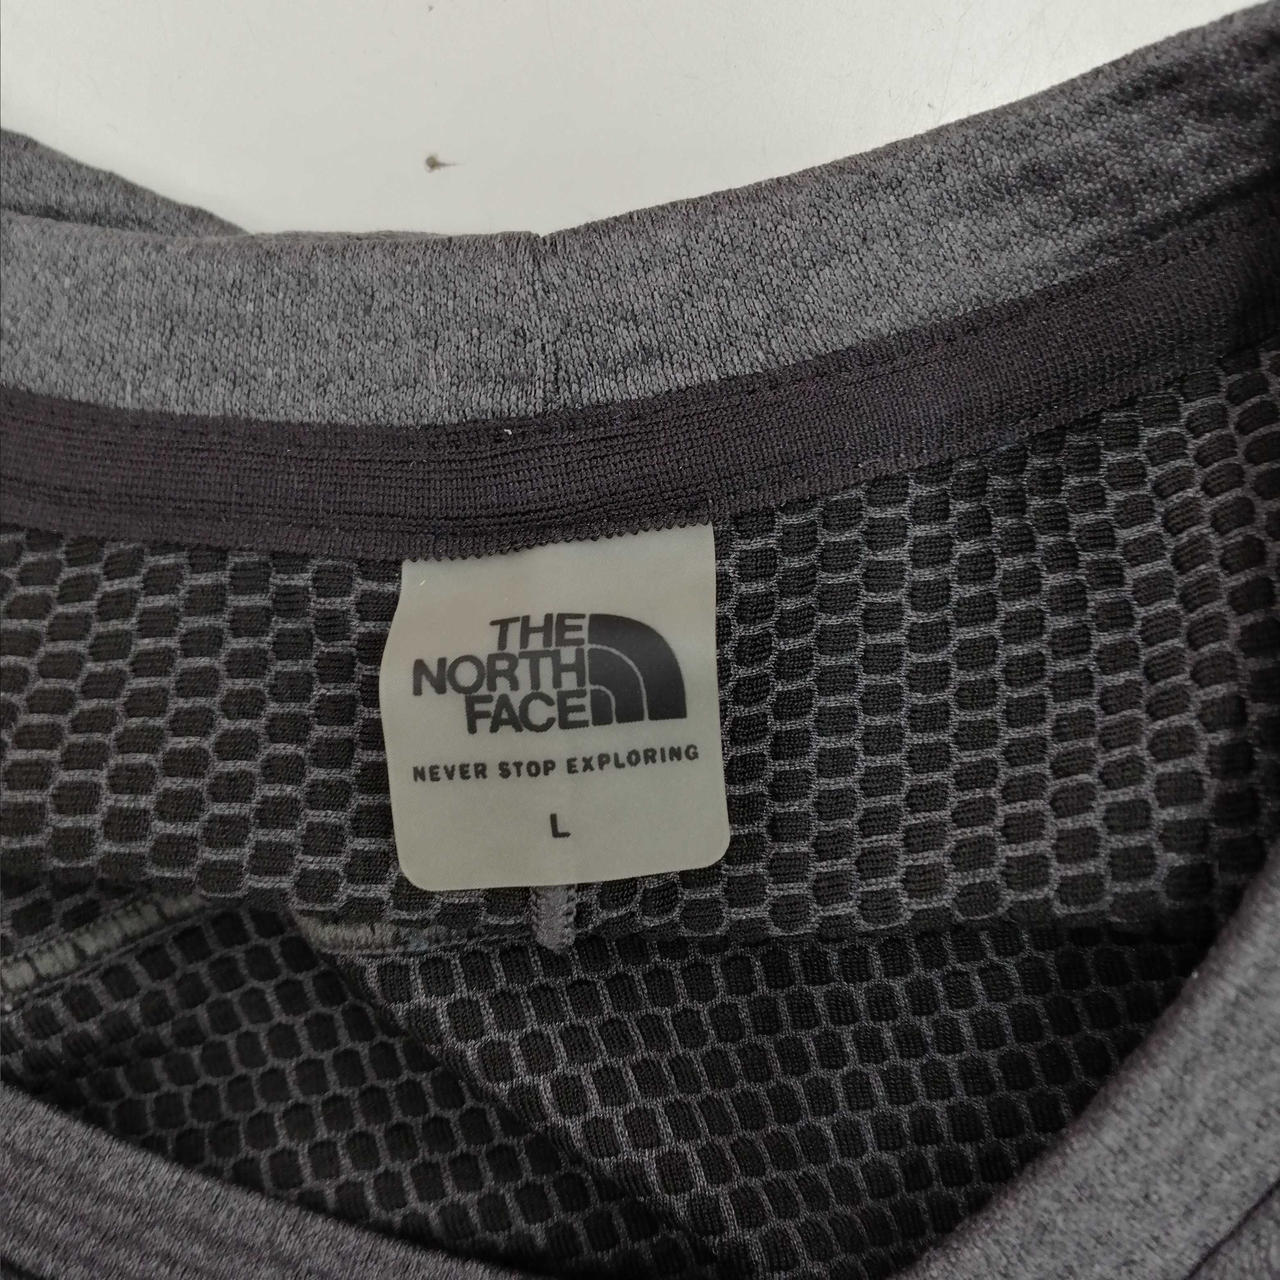 THE
NORTH
FACE
NEVER STOP EXPLORING
L